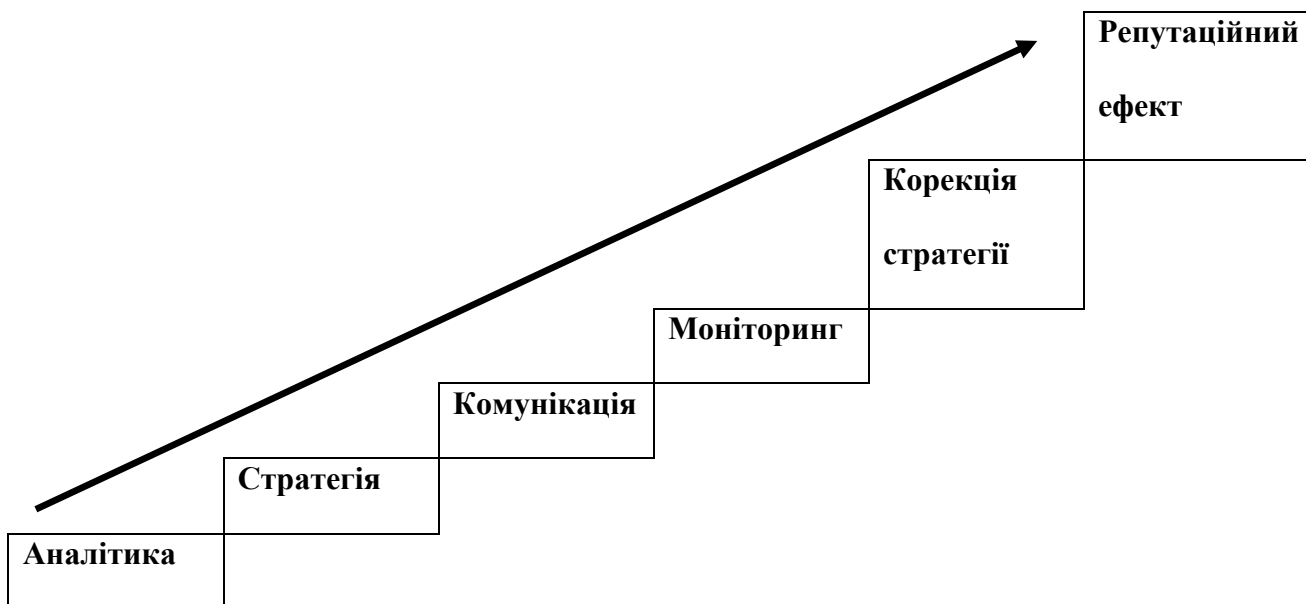 Репутаційний
ефект
Корекція
стратегії
Моніторинг
Комунікація
Стратегія
Аналітика